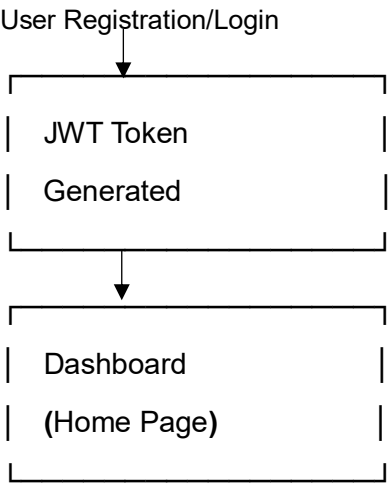 User Registration/Login
JWT Token
Generated
Dashboard
(Home Page)